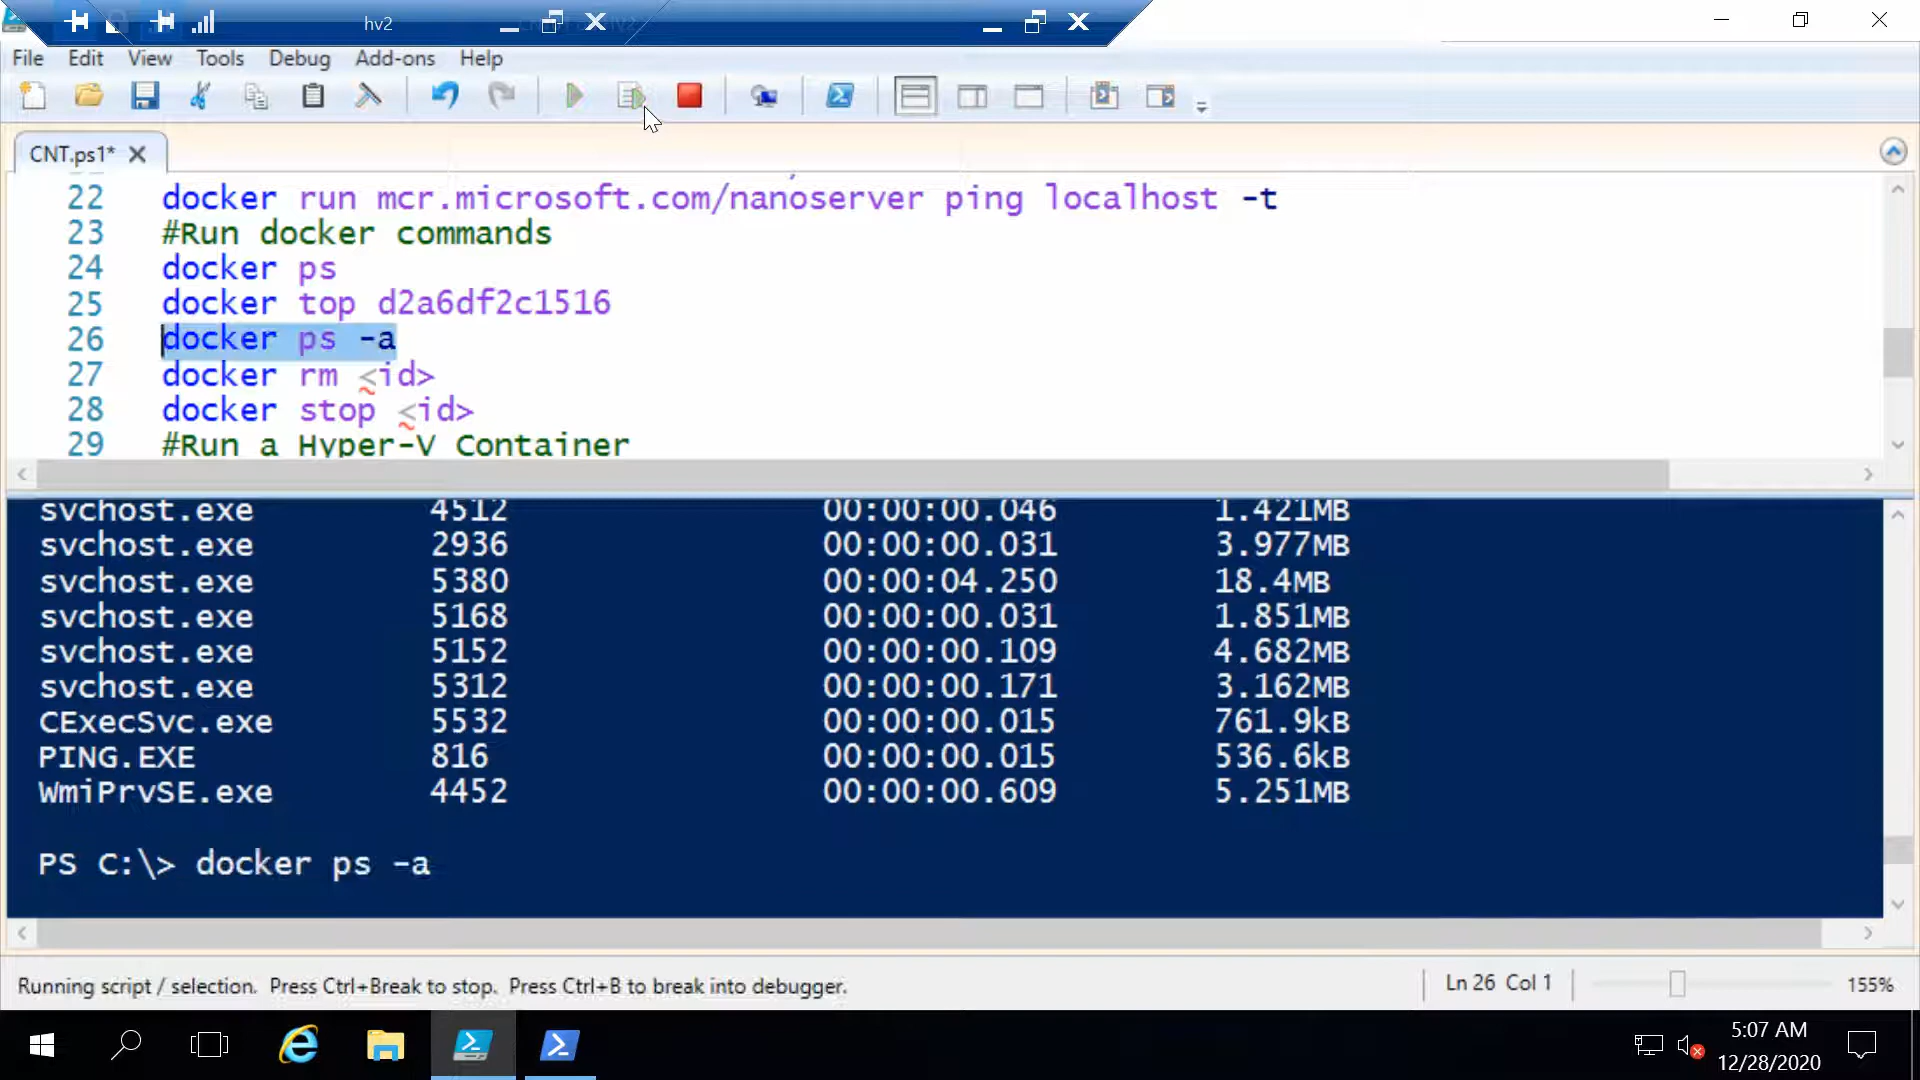 hv2
File Edit View Tools Debug Add-ons Help
CNT.ps1*
22 docker run mcr.microsoft.com/nanoserver ping localhost -t
23 #Run docker commands
24 docker ps
25 docker top d2a6df2c1516
26 docker ps -a
27 docker rm <id>
28 docker stop <id>
29 #Run a Hyper-V Container
svchost.exe 4512 00:00:00.046 1.421MB
svchost.exe 2936 00:00:00.031 3.977MB
svchost.exe 5380 00:00:04.250 18.4MB
svchost.exe 5168 00:00:00.031 1.851MB
svchost.exe 5152 00:00:00.109 4.682MB
svchost.exe 5312 00:00:00.171 3.162MB
CExecSvc.exe 5532 00:00:00.015 761.9kB
PING.EXE 816 00:00:00.015 536.6kB
WmiPrvSE.exe 4452 00:00:00.609 5.251MB
PS C:\> docker ps -a
Running script / selection. Press Ctrl+Break to stop. Press Ctrl+B to break into debugger.
Ln 26 Col 1
155%
5:07 AM
12/28/2020